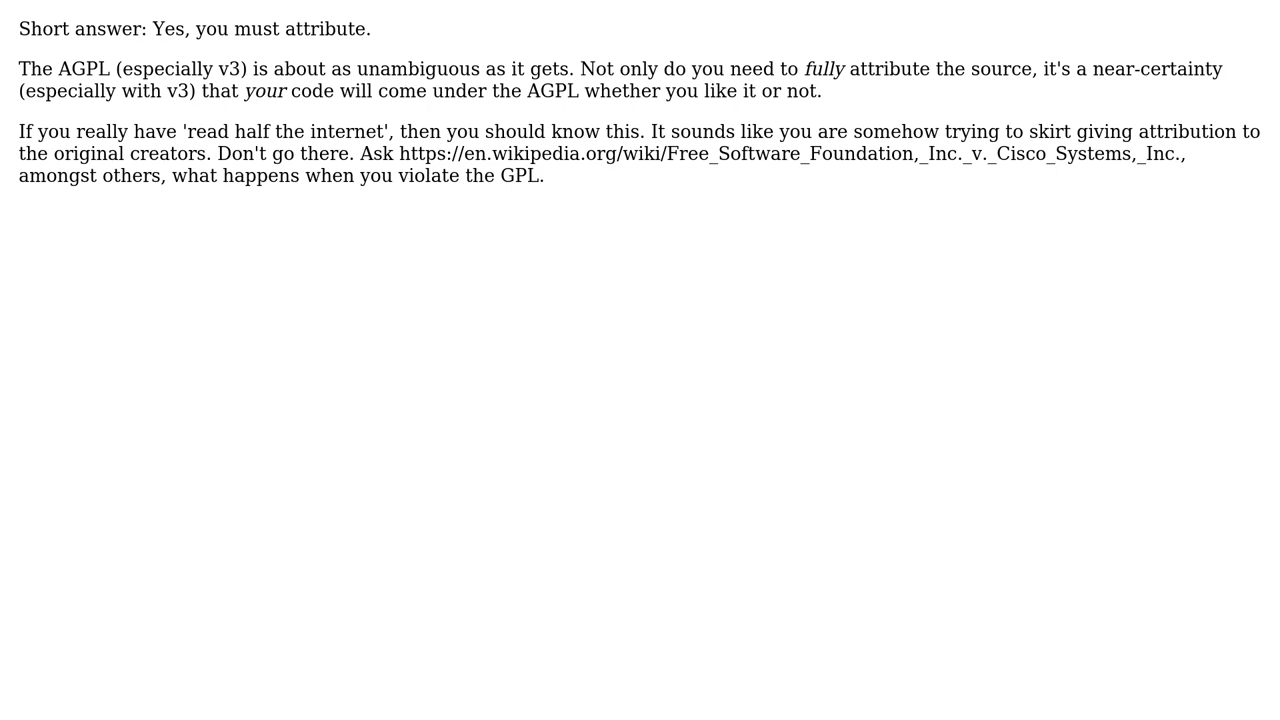 Short answer: Yes, you must attribute.
The AGPL (especially v3) is about as unambiguous as it gets. Not only do you need to fully attribute the source, it's a near-certainty
(especially with v3) that your code will come under the AGPL whether you like it or not.
If you really have 'read half the internet', then you should know this. It sounds like you are somehow trying to skirt giving attribution to
the original creators. Don't go there. Ask https://en.wikipedia.org/wiki/Free_Software_Foundation,_Inc._v._Cisco_Systems,_Inc.,
amongst others, what happens when you violate the GPL.